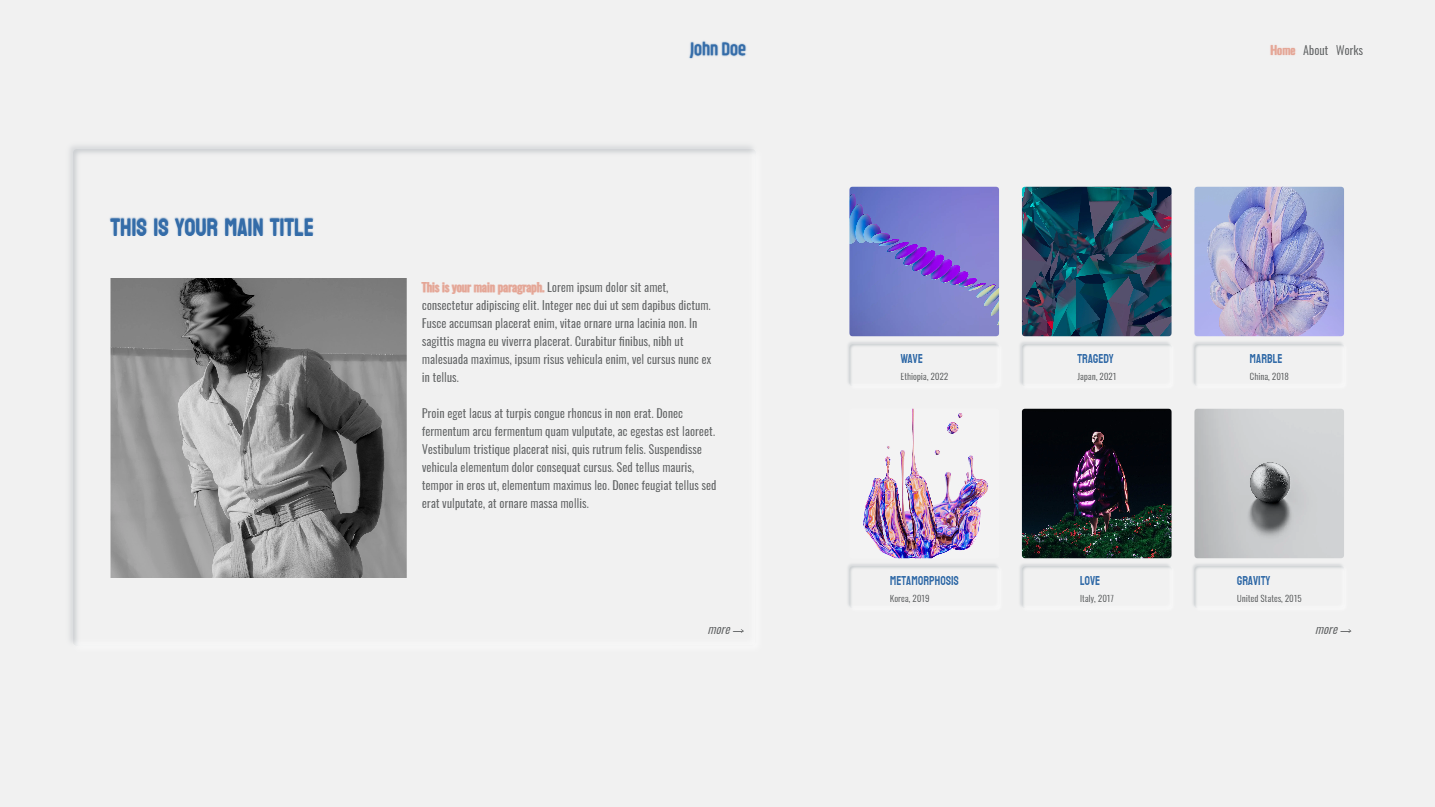 John Doe
Home About Works
THIS IS YOUR MAIN TITLE
This is your main paragraph. Lorem ipsum dolor sit amet,
consectetur adipiscing elit. Integer nec dui ut sem dapibus dictum.
Fusce accumsan placerat enim, vitae ornare urna lacinia non. In
sagittis magna eu viverra placerat. Curabitur finibus, nibh ut
malesuada maximus, ipsum risus vehicula enim, vel cursus nunc ex
in tellus.
Proin eget lacus at turpis congue rhoncus in non erat. Donec
fermentum arcu fermentum quam vulputate, ac egestas est laoreet.
Vestibulum tristique placerat nisi, quis rutrum felis. Suspendisse
vehicula elementum dolor consequat cursus. Sed tellus mauris,
tempor in eros ut, elementum maximus leo. Donec feugiat tellus sed
erat vulputate, at ornare massa mollis.
more →
WAVE
Ethiopia, 2022
TRAGEDY
Japan, 2021
MARBLE
China, 2018
METAMORPHOSIS
Korea, 2019
LOVE
Italy, 2017
GRAVITY
United States, 2015
more →